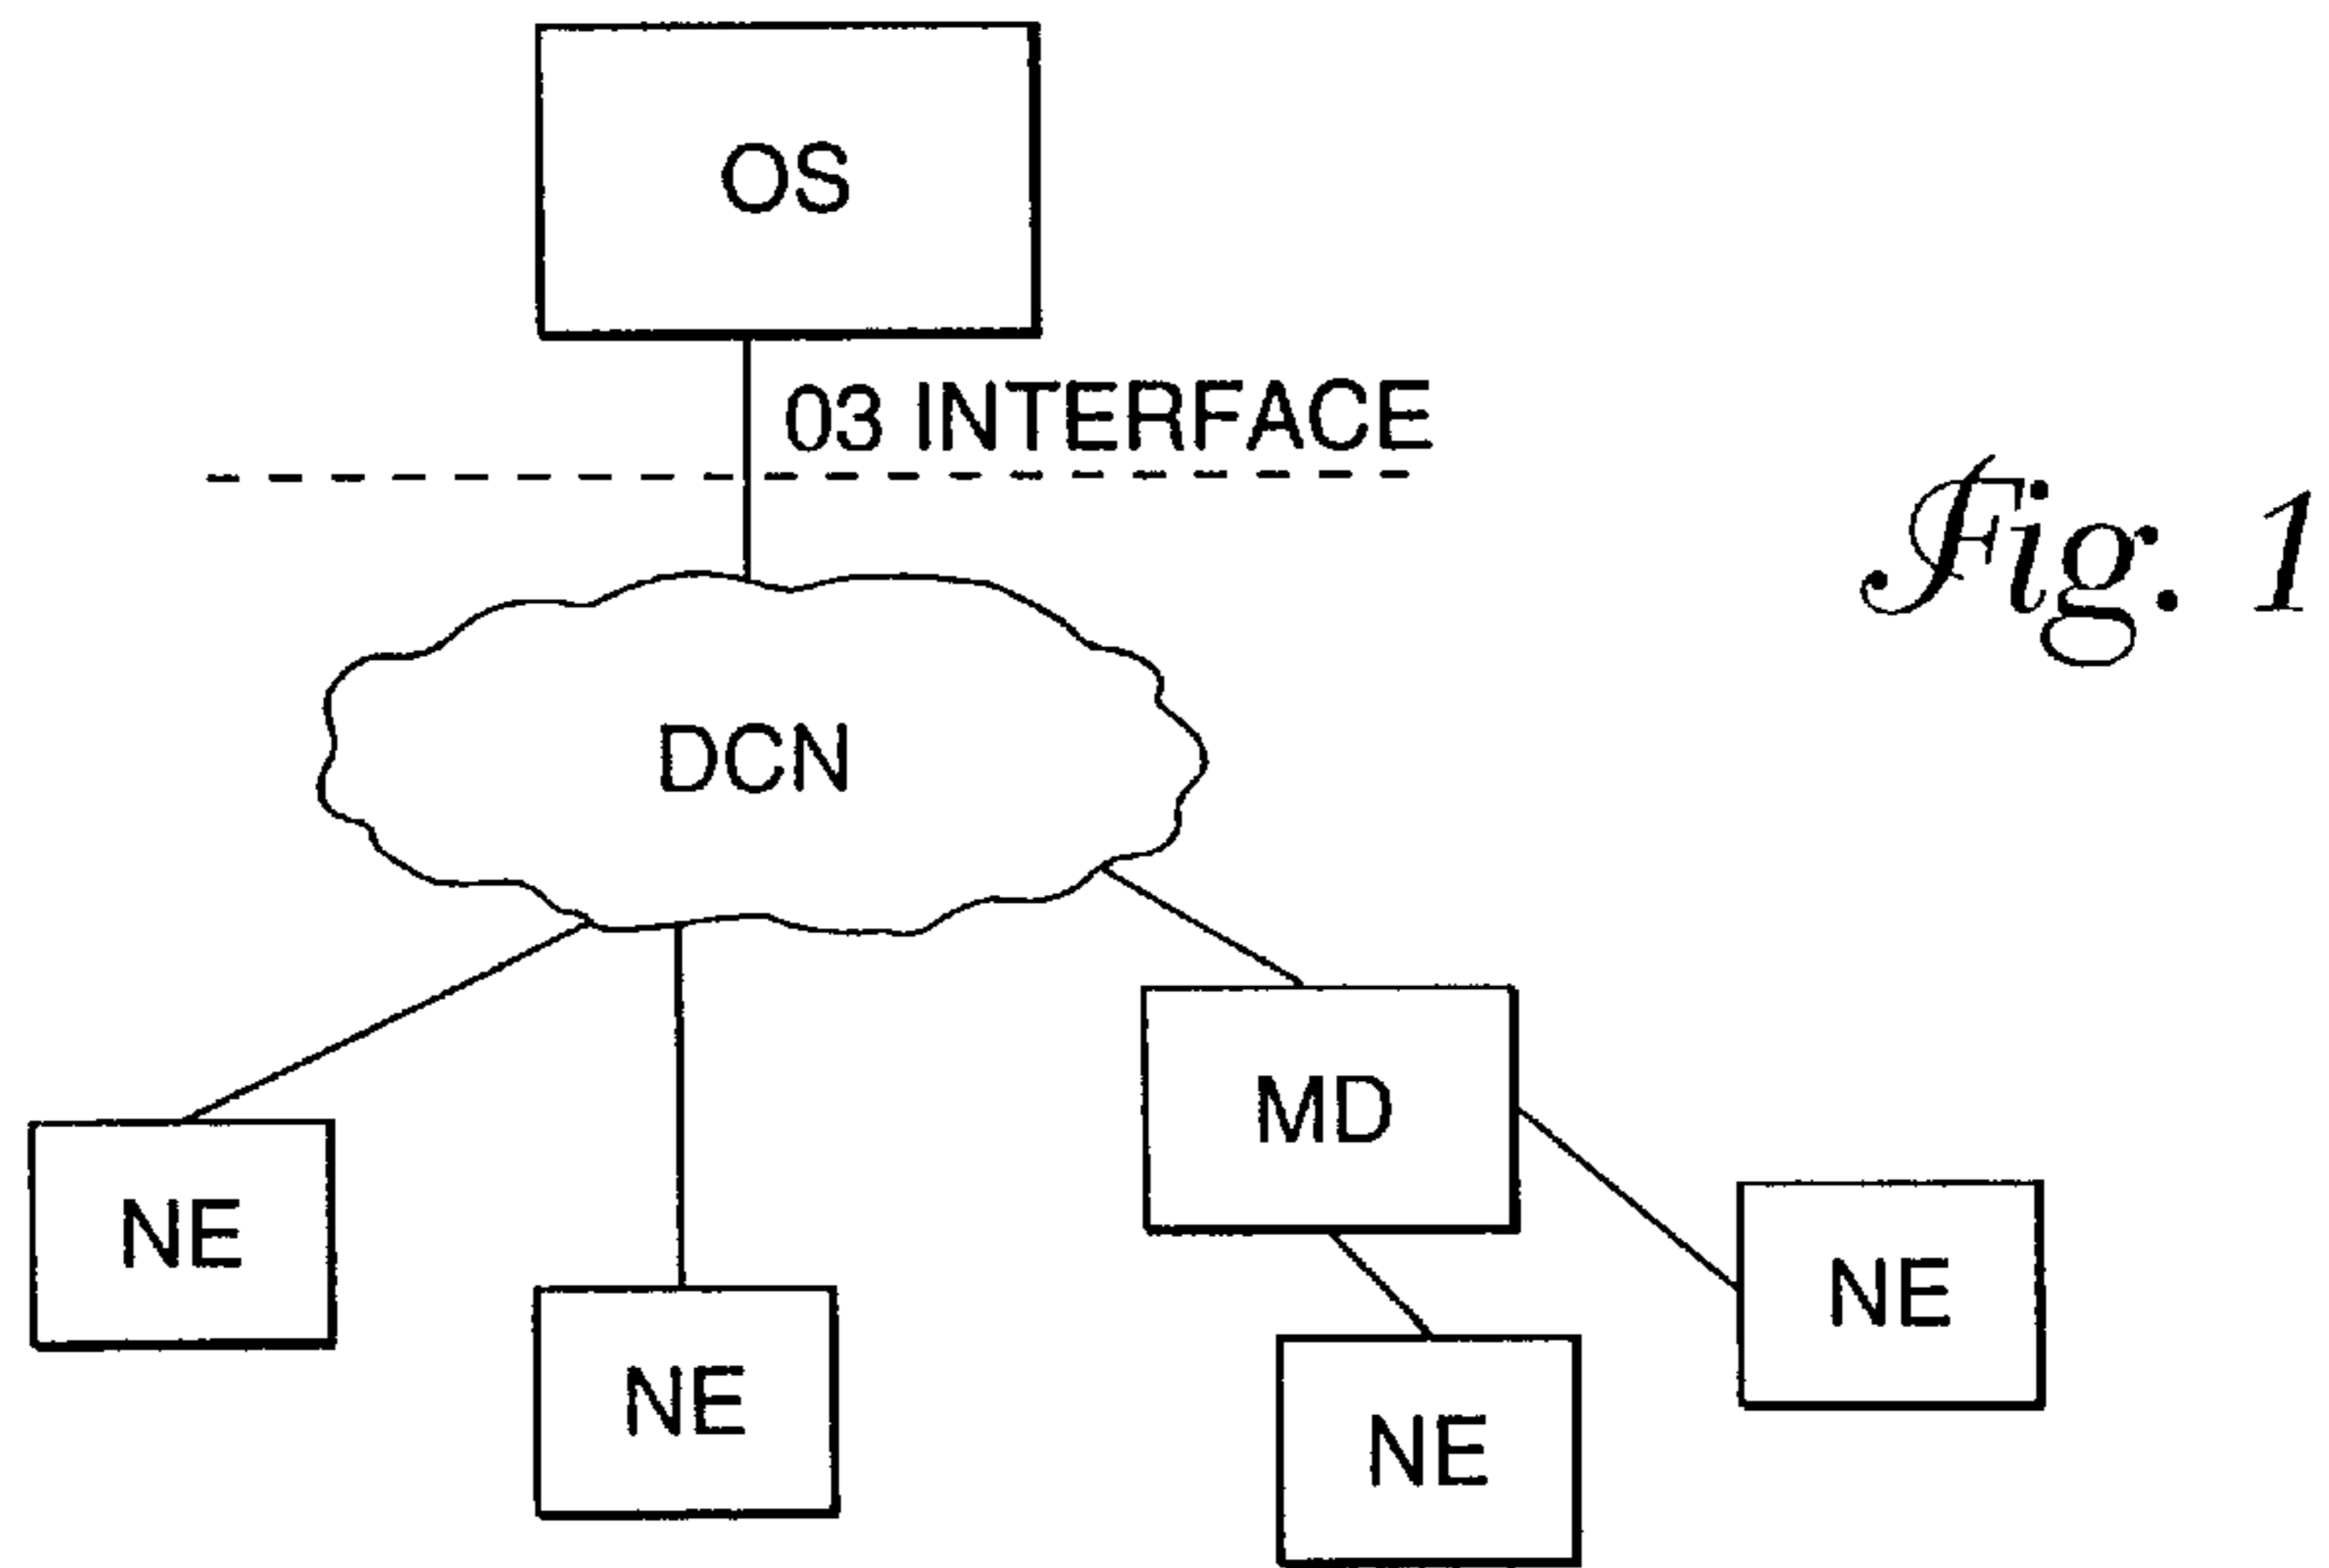 OS
03 INTERFACE
Fig. 1
DCN
MD
NE
NE
NE
NE